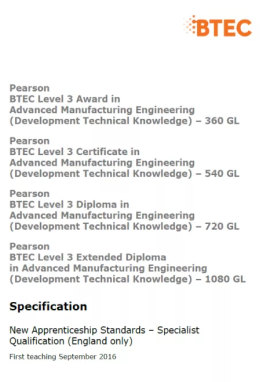 BTEC
Pearson
BTEC Level 3 Award in
Advanced Manufacturing Engineering
(Development Technical Knowledge) – 360 GL
Pearson
BTEC Level 3 Certificate in
Advanced Manufacturing Engineering
(Development Technical Knowledge) – 540 GL
Pearson
BTEC Level 3 Diploma in
Advanced Manufacturing Engineering
(Development Technical Knowledge) – 720 GL
Pearson
BTEC Level 3 Extended Diploma
in Advanced Manufacturing Engineering
(Development Technical Knowledge) – 1080 GL
Specification
New Apprenticeship Standards – Specialist
Qualification (England only)
First teaching September 2016